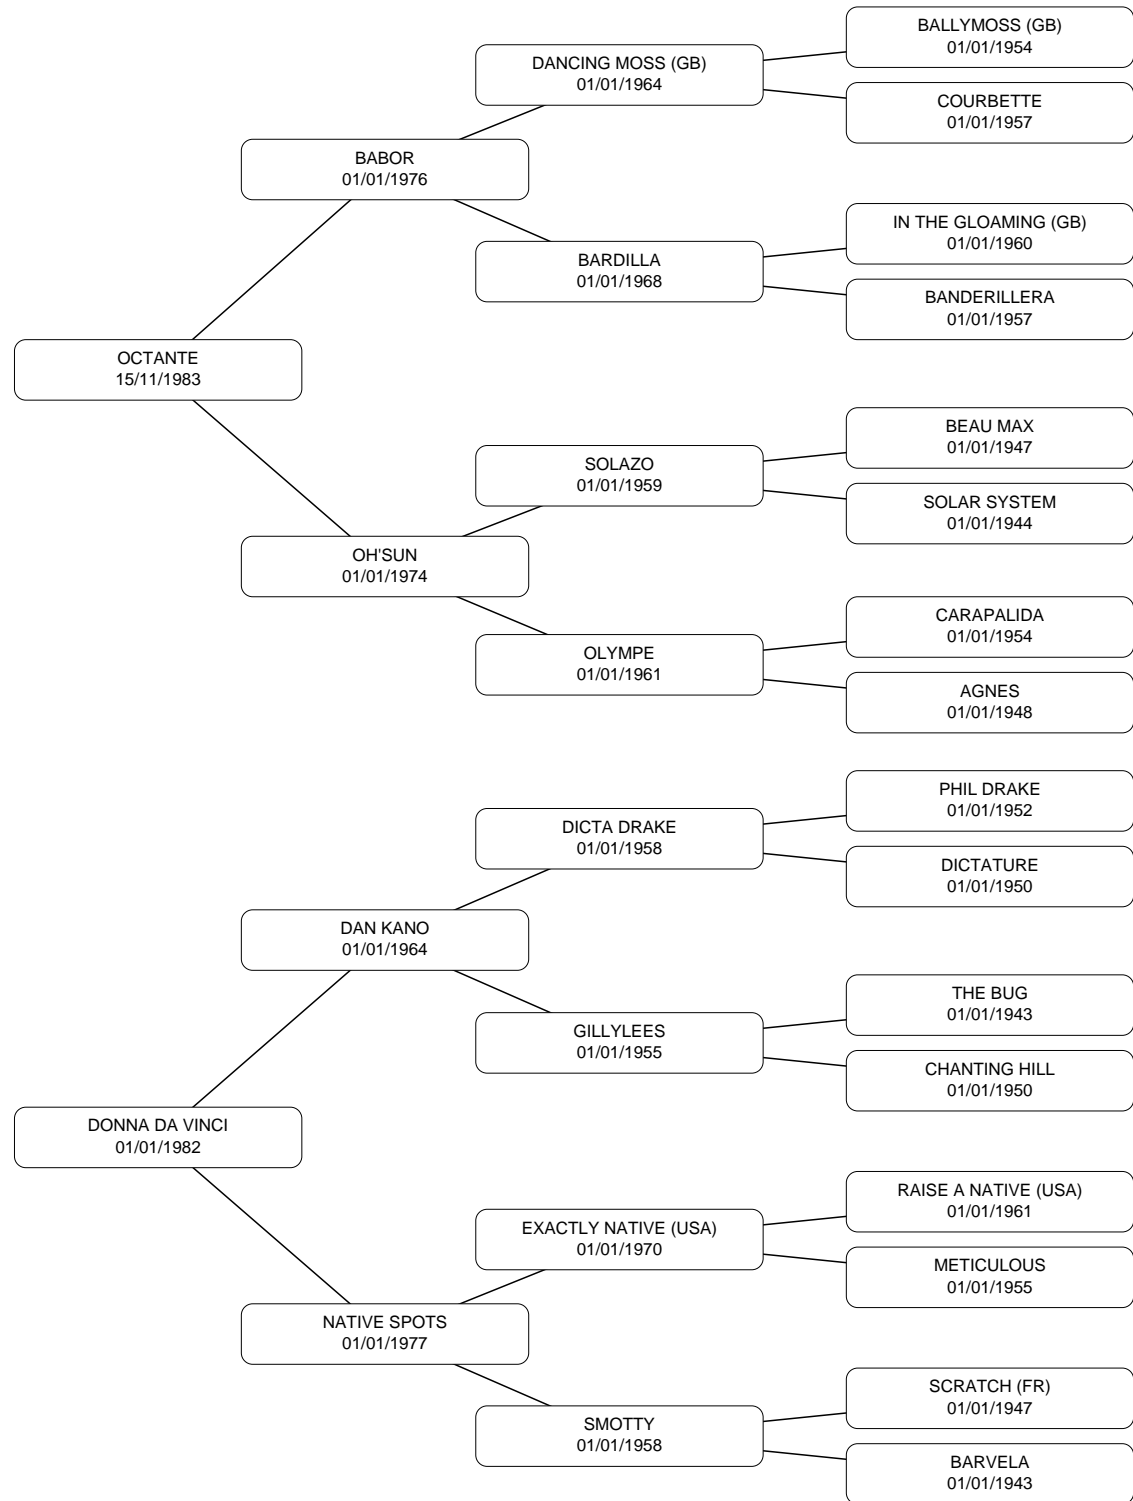 BALLYMOSS (GB)
01/01/1954
DANCING MOSS (GB)
01/01/1964
COURBETTE
01/01/1957
BABOR
01/01/1976
IN THE GLOAMING (GB)
01/01/1960
BARDILLA
01/01/1968
BANDERILLERA
01/01/1957
OCTANTE
15/11/1983
BEAU MAX
01/01/1947
SOLAZO
01/01/1959
SOLAR SYSTEM
01/01/1944
OH'SUN
01/01/1974
CARAPALIDA
01/01/1954
OLYMPE
01/01/1961
AGNES
01/01/1948
PHIL DRAKE
01/01/1952
DICTA DRAKE
01/01/1958
DICTATURE
01/01/1950
DAN KANO
01/01/1964
THE BUG
01/01/1943
GILLYLEES
01/01/1955
CHANTING HILL
01/01/1950
DONNA DA VINCI
01/01/1982
RAISE A NATIVE (USA)
01/01/1961
EXACTLY NATIVE (USA)
01/01/1970
METICULOUS
01/01/1955
NATIVE SPOTS
01/01/1977
SCRATCH (FR)
01/01/1947
SMOTTY
01/01/1958
BARVELA
01/01/1943